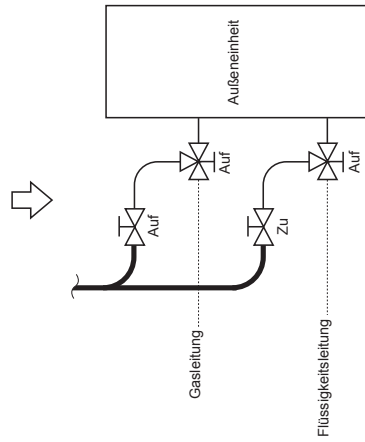 Außeneinheit
Auf
Auf
Gasleitung
Zu
Auf
Flüssigkeitsleitung